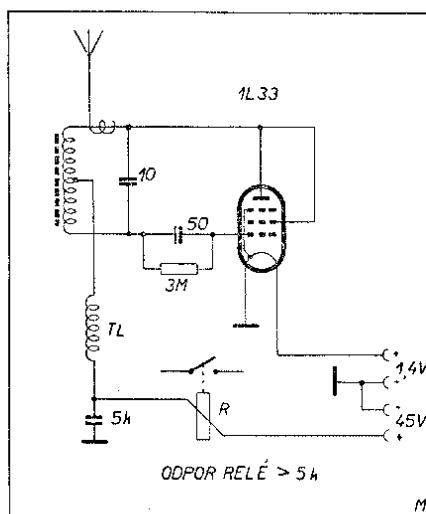 1L33
10
50
3M
TL
5k
R
+
1,4V
-
-
45V
+
ODPOR RELÉ > 5k
M